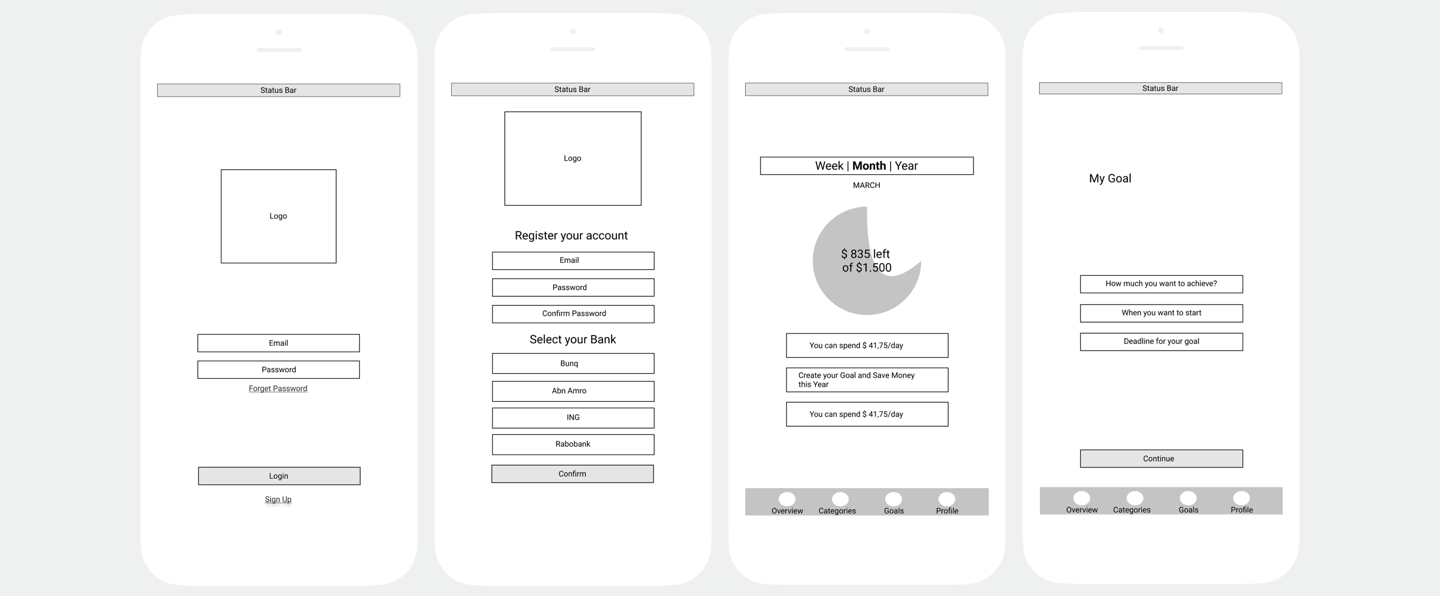 Status Bar
Logo
Email
Password
Forget Password
Login
Sign Up
Status Bar
Logo
Register your account
Email
Password
Confirm Password
Select your Bank
Bunq
Abn Amro
ING
Rabobank
Confirm
Status Bar
Week | Month | Year
MARCH
$ 835 left
of $1.500
You can spend $ 41,75/day
Create your Goal and Save Money
this Year
You can spend $ 41,75/day
Overview Categories Goals Profile
Status Bar
My Goal
How much you want to achieve?
When you want to start
Deadline for your goal
Continue
Overview Categories Goals Profile